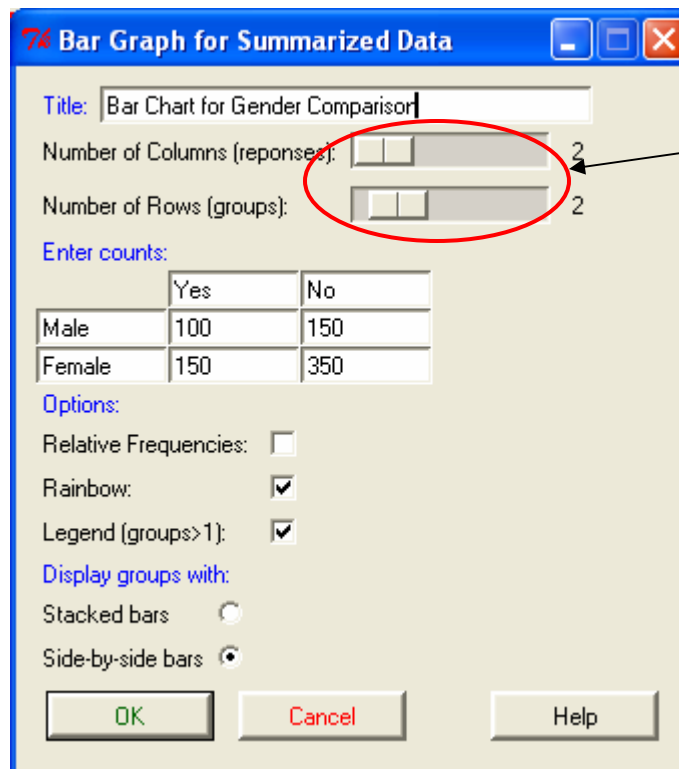 Bar Graph for Summarized Data
Title: Bar Chart for Gender Comparison
Number of Columns (reponses): 2
Number of Rows (groups): 2
Enter counts:
Yes No
Male 100 150
Female 150 350
Options:
Relative Frequencies:
Rainbow:
Legend (groups>1):
Display groups with:
Stacked bars
Side-by-side bars
OK Cancel Help